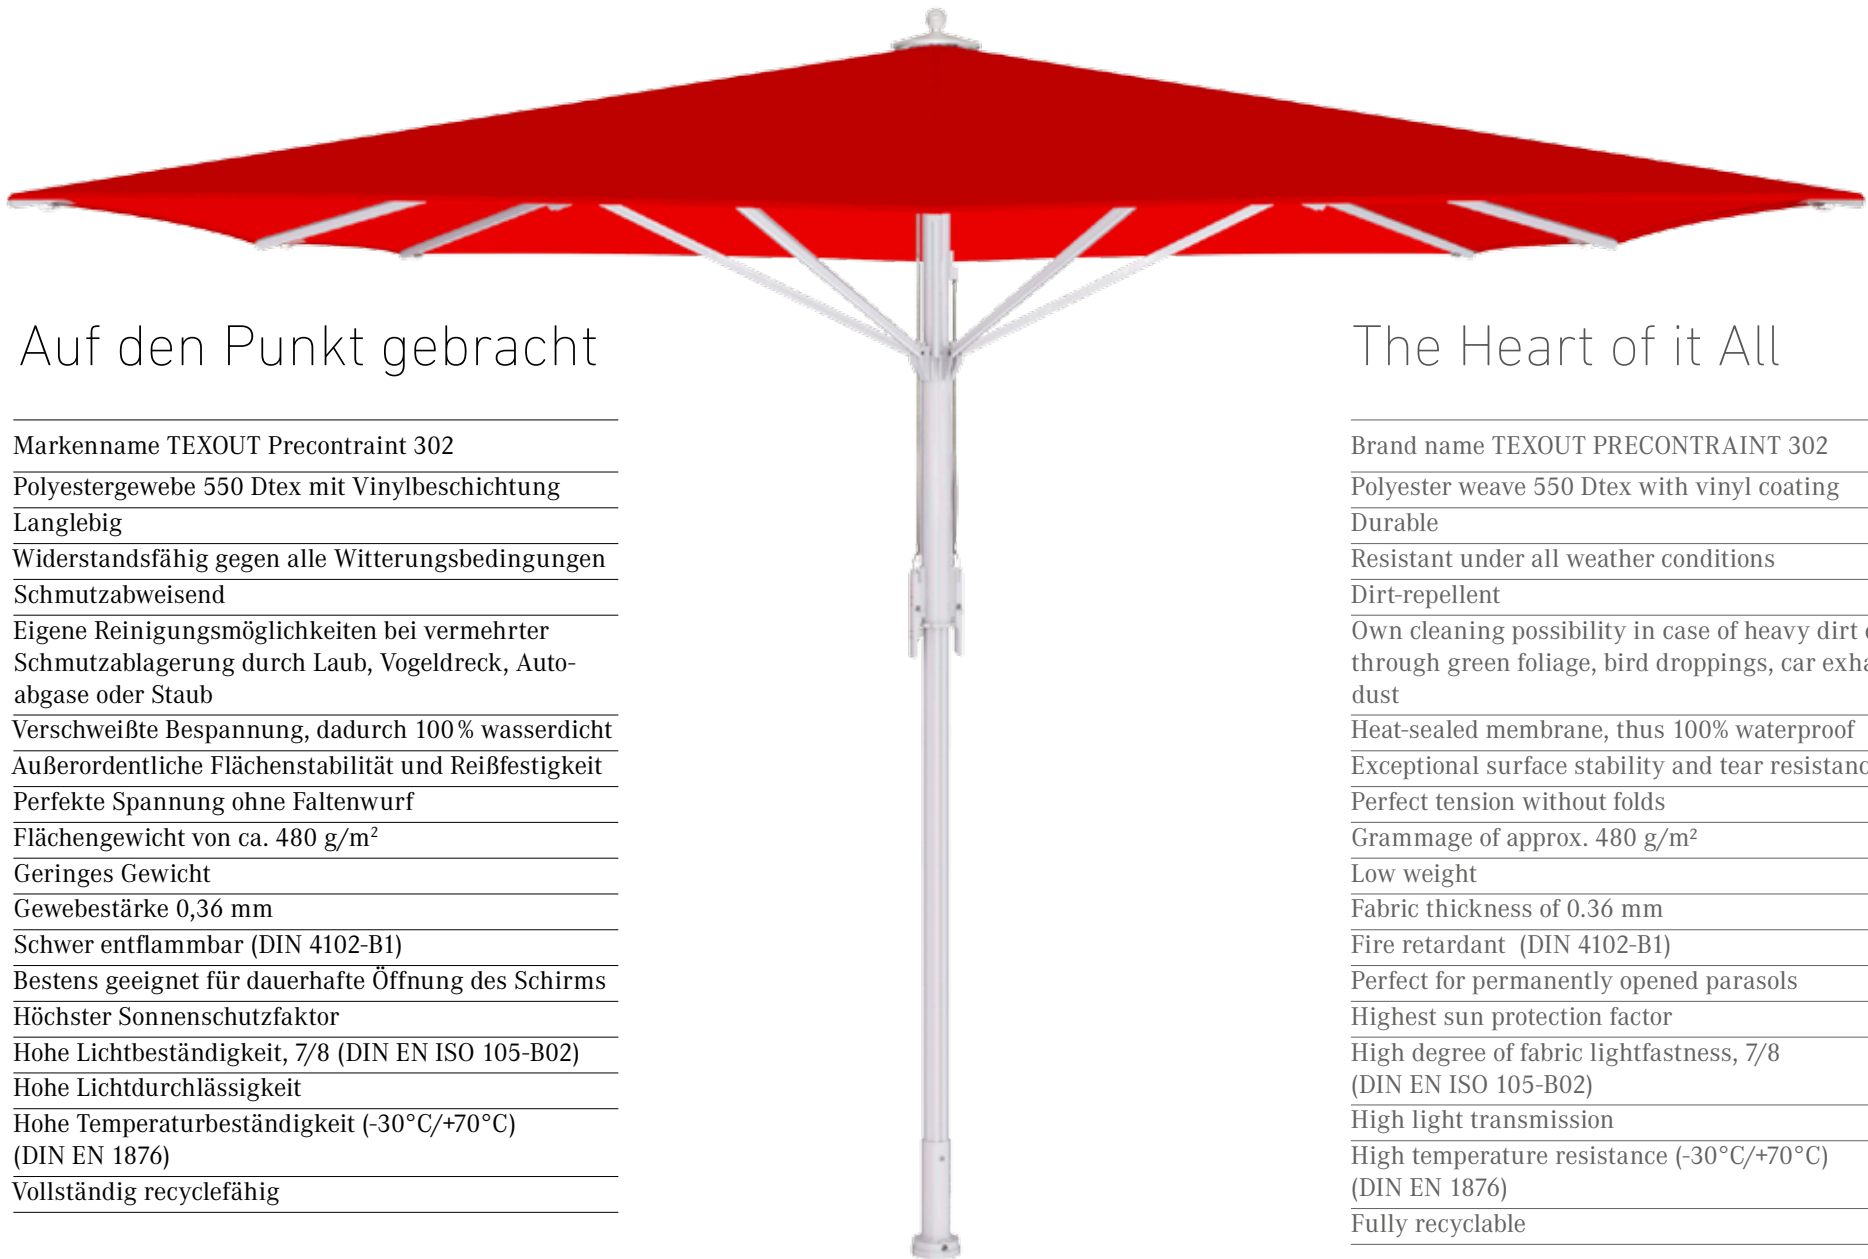 Auf den Punkt gebracht
Markenname TEXOUT Precontraint 302
Polyestergewebe 550 Dtex mit Vinylbeschichtung
Langlebig
Widerstandsfähig gegen alle Witterungsbedingungen
Schmutzabweisend
Eigene Reinigungsmöglichkeiten bei vermehrter
Schmutzablagerung durch Laub, Vogeldreck, Auto-
abgase oder Staub
Verschweißte Bespannung, dadurch 100% wasserdicht
Außerordentliche Flächenstabilität und Reißfestigkeit
Perfekte Spannung ohne Faltenwurf
Flächengewicht von ca. 480 g/m²
Geringes Gewicht
Gewebestärke 0,36 mm
Schwer entflammbar (DIN 4102-B1)
Bestens geeignet für dauerhafte Öffnung des Schirms
Höchster Sonnenschutzfaktor
Hohe Lichtbeständigkeit, 7/8 (DIN EN ISO 105-B02)
Hohe Lichtdurchlässigkeit
Hohe Temperaturbeständigkeit (-30°C/+70°C)
(DIN EN 1876)
Vollständig recyclefähig
The Heart of it All
Brand name TEXOUT PRECONTRAINT 302
Polyester weave 550 Dtex with vinyl coating
Durable
Resistant under all weather conditions
Dirt-repellent
Own cleaning possibility in case of heavy dirt
through green foliage, bird droppings, car
dust
Heat-sealed membrane, thus 100% waterproof
Exceptional surface stability and tear
Perfect tension without folds
Grammage of approx. 480 g/m²
Low weight
Fabric thickness of 0.36 mm
Fire retardant (DIN 4102-B1)
Perfect for permanently opened parasols
Highest sun protection factor
High degree of fabric lightfastness, 7/8
(DIN EN ISO 105-B02)
High light transmission
High temperature resistance (-30°C/+70°C)
(DIN EN 1876)
Fully recyclable